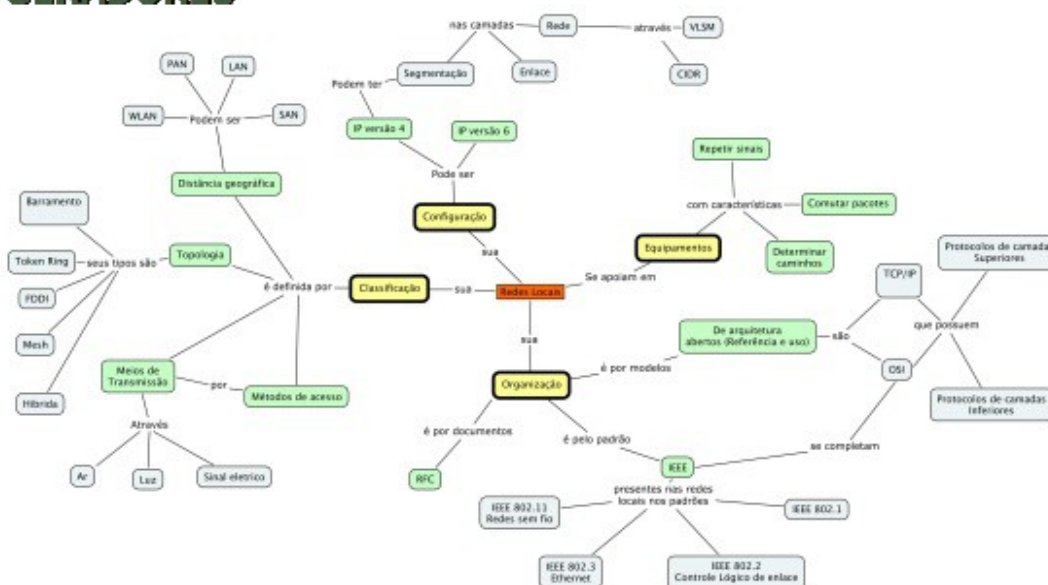 nas camadas
Rede
através
VLSM
PAN
LAN
Segmentação
Enlace
CIDR
Podem ter
WLAN
Podem ser
SAN
IP versão 4
IP versão 6
Repetir sinais
Pode ser
Distância geográfica
Barramento
Configuração
com características
Comutar pacotes
Equipamentos
Determinar
caminhos
Protocolos de camada
Superiores
Token Ring
seus tipos são
Topologia
sua
Se apoiam em
TCP/IP
FDDI
é definida por
Classificação
sua
Redes Locais
De arquitetura
abertos (Referência e uso)
são
que possuem
Mesh
sua
OSI
Meios de
Transmissão
por
Métodos de acesso
Organização
é por modelos
Híbrida
Protocolos de camadas
Inferiores
Através
é por documentos
é pelo padrão
se completam
Ar
Luz
Sinal eletrico
RFC
IEEE
presentes nas redes
locais nos padrões
IEEE 802.11
Redes sem fio
IEEE 802.1
IEEE 802.3
Ethernet
IEEE 802.2
Controle Lógico de enlace